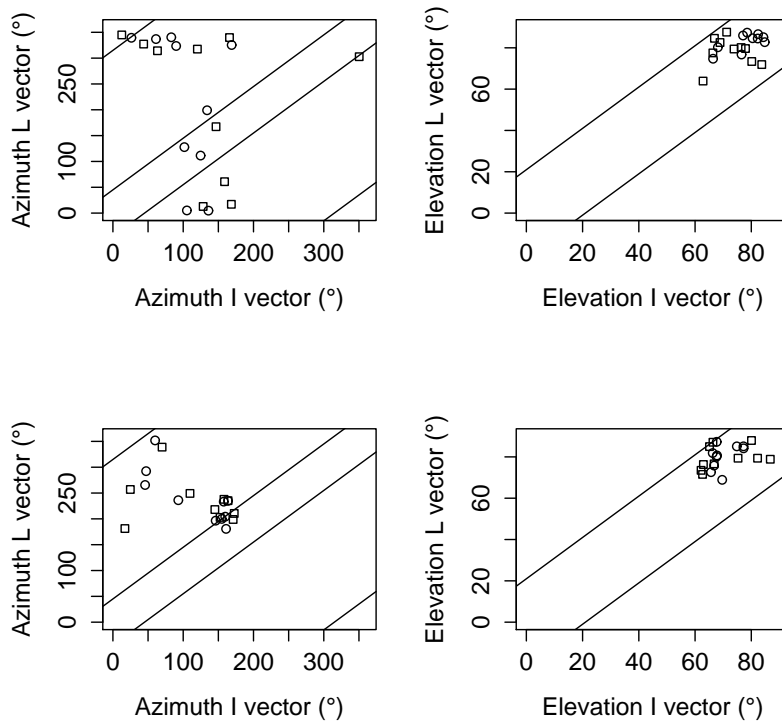 Azimuth L vector (°)
0 100 250
0 100 200 300
Azimuth I vector (°)
Elevation L vector (°)
0 20 60
0 20 40 60 80
Elevation I vector (°)
Azimuth L vector (°)
0 100 250
0 100 200 300
Azimuth I vector (°)
Elevation L vector (°)
0 20 60
0 20 40 60 80
Elevation I vector (°)